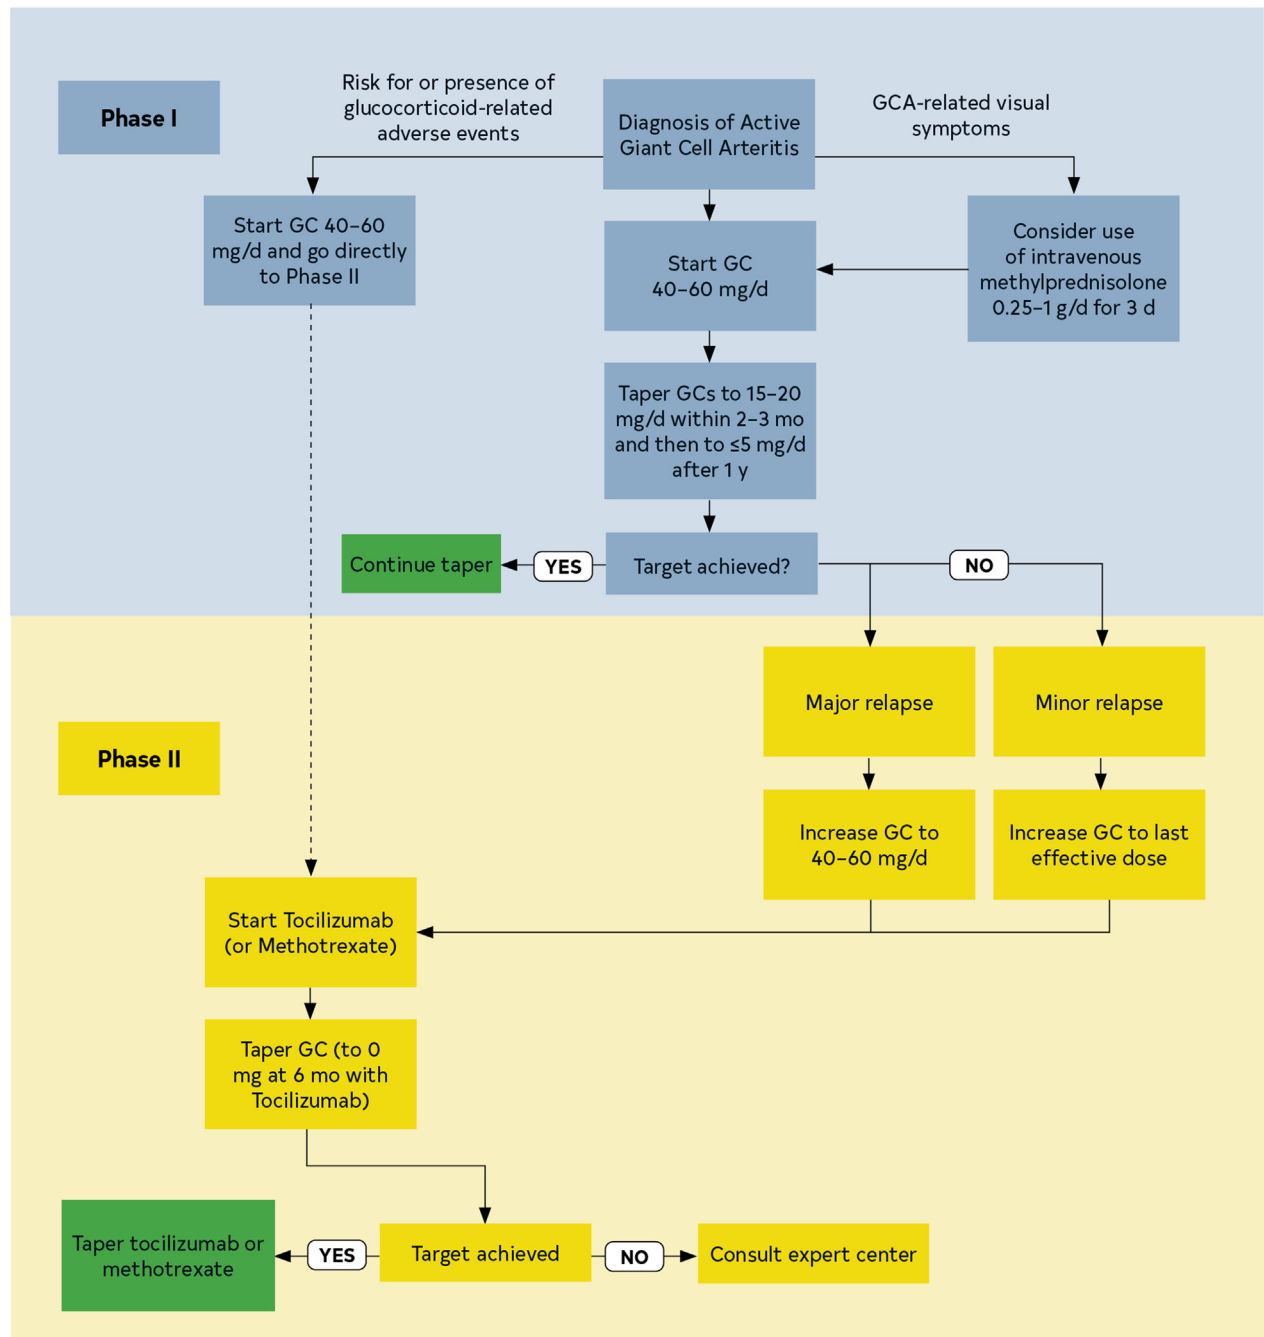 Phase I
Risk for or presence of
glucocorticoid-related
adverse events
Diagnosis of Active
Giant Cell Arteritis
GCA-related visual
symptoms
Start GC 40–60
mg/d and go directly
to Phase II
Start GC
40–60 mg/d
Consider use
of intravenous
methylprednisolone
0.25–1 g/d for 3 d
Taper GCs to 15–20
mg/d within 2–3 mo
and then to ≤5 mg/d
after 1 y
Continue taper
YES
Target achieved?
NO
Major relapse
Minor relapse
Phase II
Increase GC to
40–60 mg/d
Increase GC to last
effective dose
Start Tocilizumab
(or Methotrexate)
Taper GC (to 0
mg at 6 mo with
Tocilizumab)
Taper tocilizumab or
methotrexate
YES
Target achieved
NO
Consult expert center